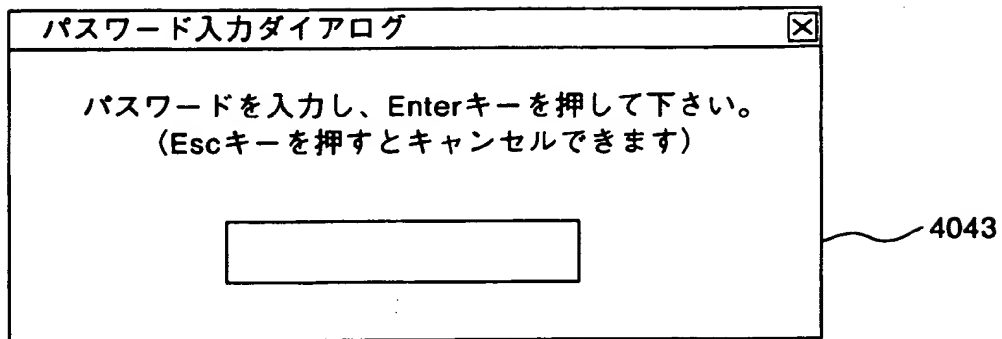 パスワード入力ダイアログ
パスワードを入力し、Enterキーを押して下さい。
（Escキーを押すとキャンセルできます）
4043